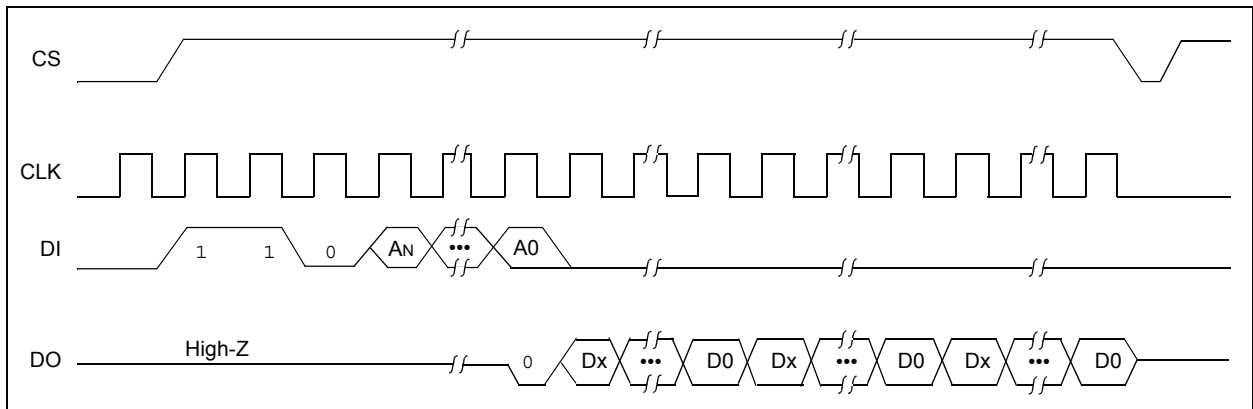 CS
CLK
DI 1 1 0 AN ••• A0
High-Z
DO 0 Dx ••• D0 Dx ••• D0 Dx ••• D0